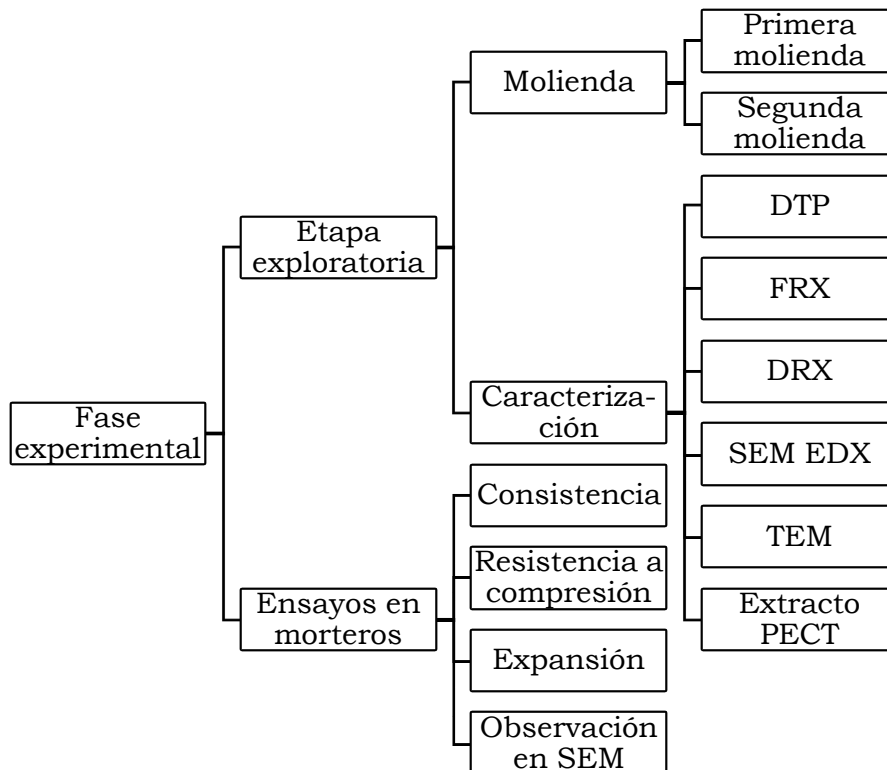 Fase
experimental
Etapa
exploratoria
Molienda
Primera
molienda
Segunda
molienda
Caracteriza-
ción
DTP
FRX
DRX
SEM EDX
TEM
Extracto
PECT
Ensayos en
morteros
Consistencia
Resistencia a
compresión
Expansión
Observación
en SEM